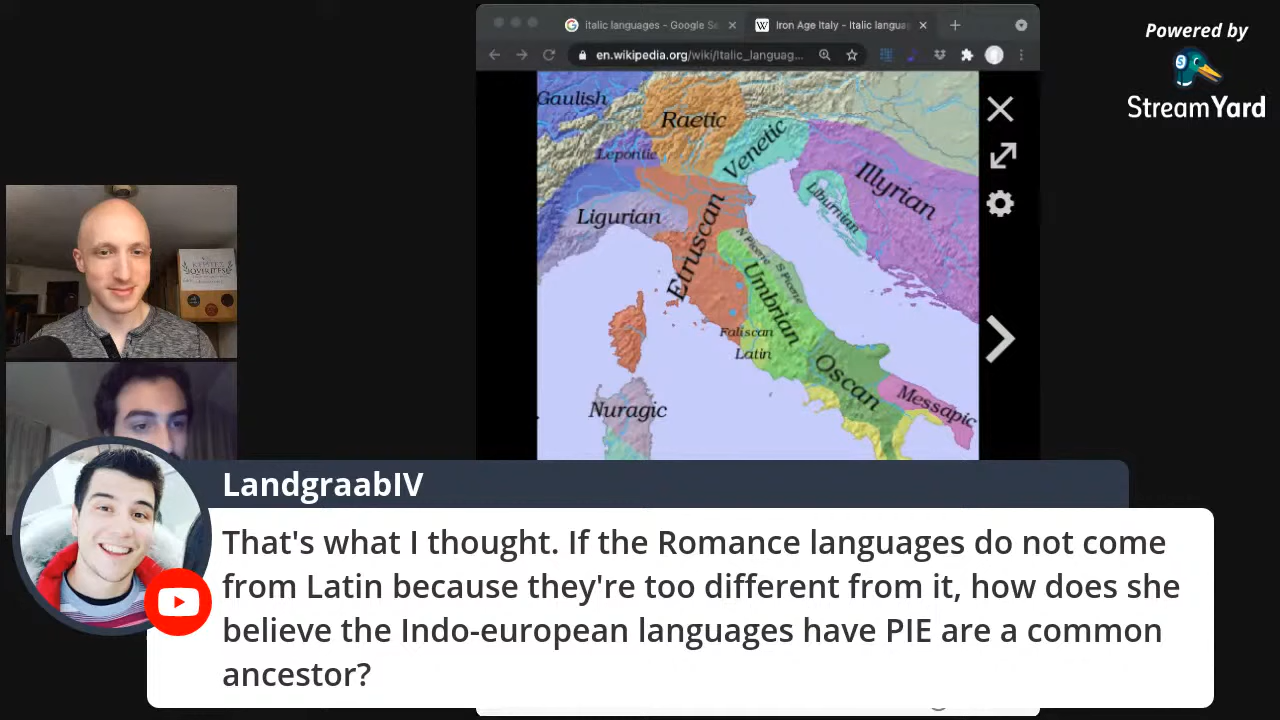 italic languages - Google Se
Iron Age Italy - Italic langua
en.wikipedia.org/wiki/Italic_languag...
Powered by
StreamYard
Gaulish
Raetic
Lepontic
Venetic
Illyrian
Liburnian
Ligurian
Etruscan
N Picene
S Picene
Umbrian
Faliscan
Latin
Oscan
Messapic
Nuragic
LandgraabIV
That's what I thought. If the Romance languages do not come
from Latin because they're too different from it, how does she
believe the Indo-european languages have PIE are a common
ancestor?